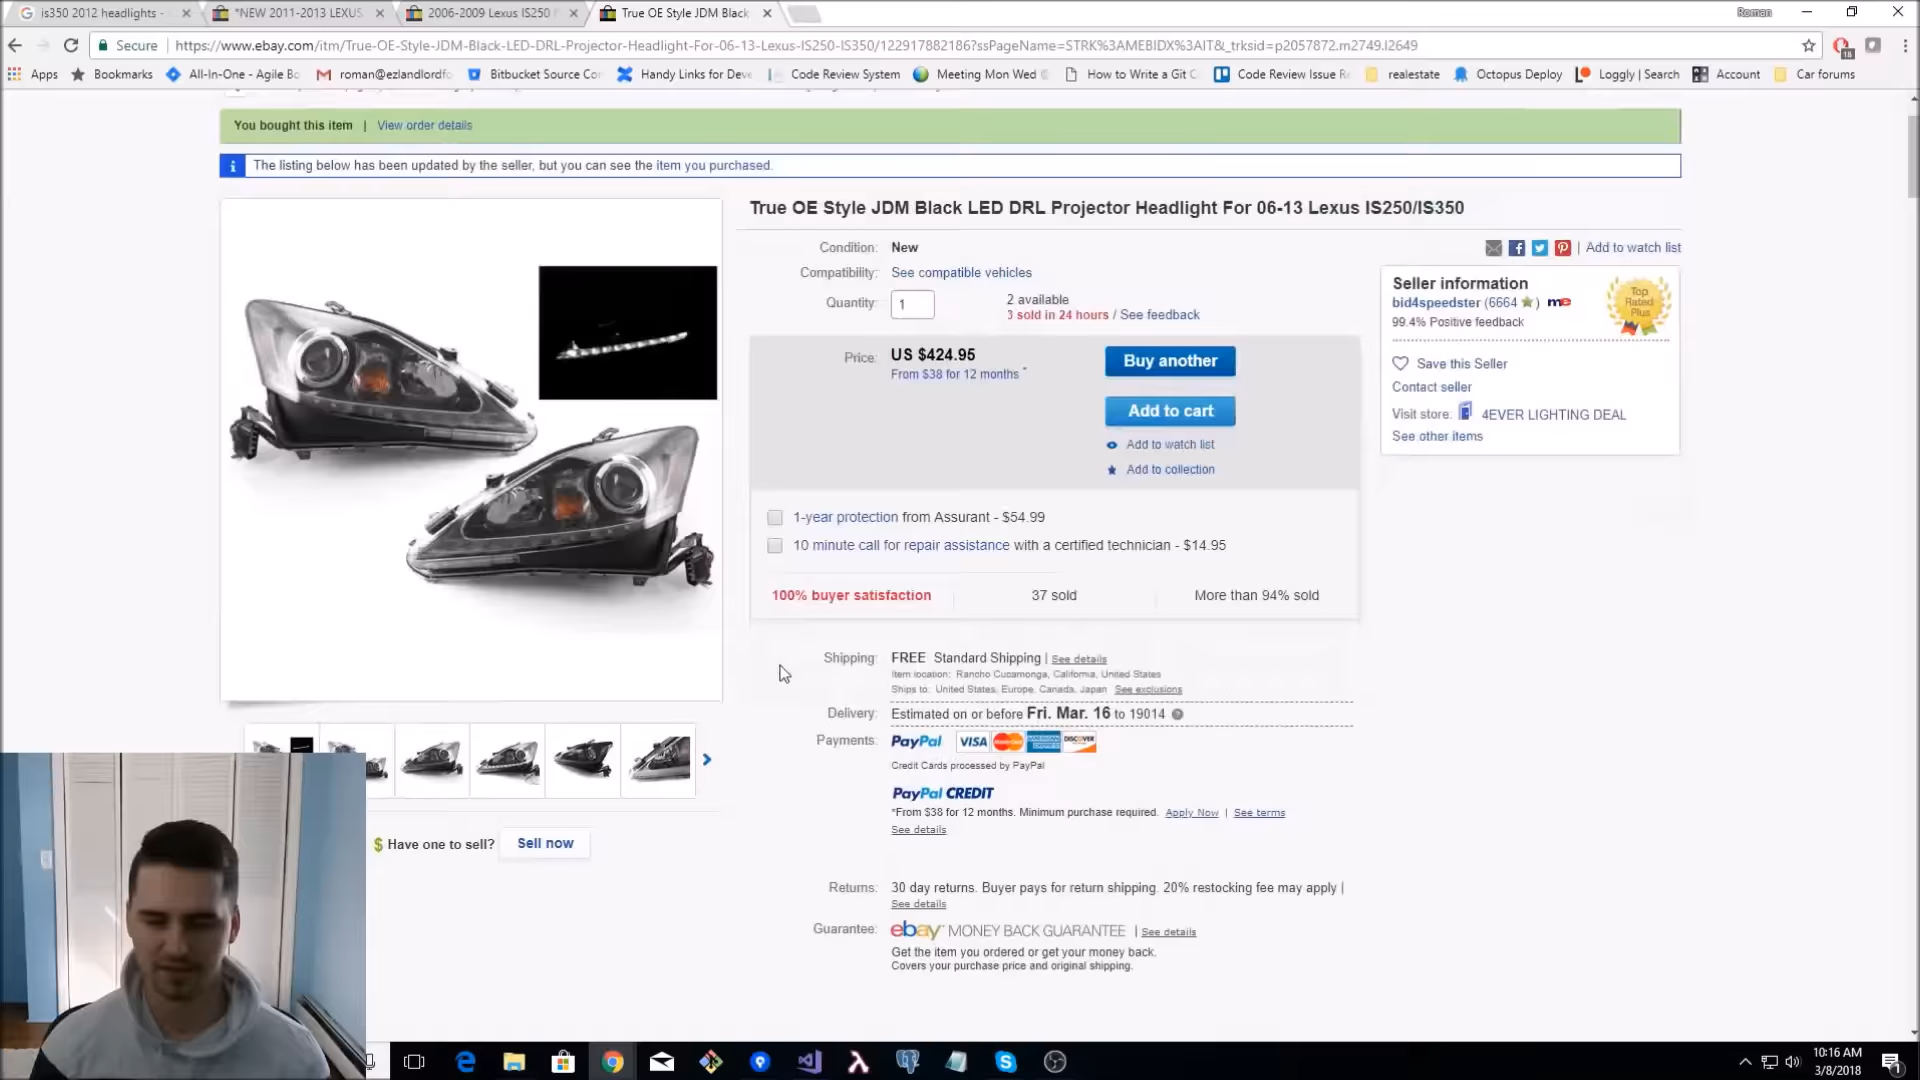 is350 2012 headlights -
*NEW 2011-2013 LEXUS
2006-2009 Lexus IS250
True OE Style JDM Black
Roman
Secure
https://www.ebay.com/itm/True-OE-Style-JDM-Black-LED-DRL-Projector-Headlight-For-06-13-Lexus-IS250-IS350/122917882186?ssPageName=STRK%3AMEBIDX%3AIT&_trksid=p2057872.m2749.l2649
Apps
Bookmarks
All-In-One - Agile Bo
roman@ezlandlordfo
Bitbucket Source Co
Handy Links for Deve
Code Review System
Meeting Mon Wed
How to Write a Git C
Code Review Issue R
realestate
Octopus Deploy
Loggly | Search
Account
Car forums
You bought this item | View order details
The listing below has been updated by the seller, but you can see the item you purchased.
True OE Style JDM Black LED DRL Projector Headlight For 06-13 Lexus IS250/IS350
Condition: New
Add to watch list
Compatibility: See compatible vehicles
Quantity: 1
2 available
3 sold in 24 hours / See feedback
Price: US $424.95
From $38 for 12 months *
Buy another
Add to cart
Add to watch list
Add to collection
Seller information
bid4speedster (6664 ) me
99.4% Positive feedback
Top Rated Plus
Save this Seller
Contact seller
Visit store: 4EVER LIGHTING DEAL
See other items
1-year protection from Assurant - $54.99
10 minute call for repair assistance with a certified technician - $14.95
100% buyer satisfaction
37 sold
More than 94% sold
Shipping: FREE Standard Shipping | See details
Item location: Rancho Cucamonga, California, United States
Ships to: United States, Europe, Canada, Japan See exclusions
Delivery: Estimated on or before Fri. Mar. 16 to 19014
Payments: PayPal VISA MasterCard AMERICAN EXPRESS DISCOVER
Credit Cards processed by PayPal
PayPal CREDIT
*From $38 for 12 months. Minimum purchase required. Apply Now | See terms
See details
$ Have one to sell? Sell now
Returns: 30 day returns. Buyer pays for return shipping. 20% restocking fee may apply |
See details
Guarantee: ebay MONEY BACK GUARANTEE | See details
Get the item you ordered or get your money back.
Covers your purchase price and original shipping.
10:16 AM
3/8/2018